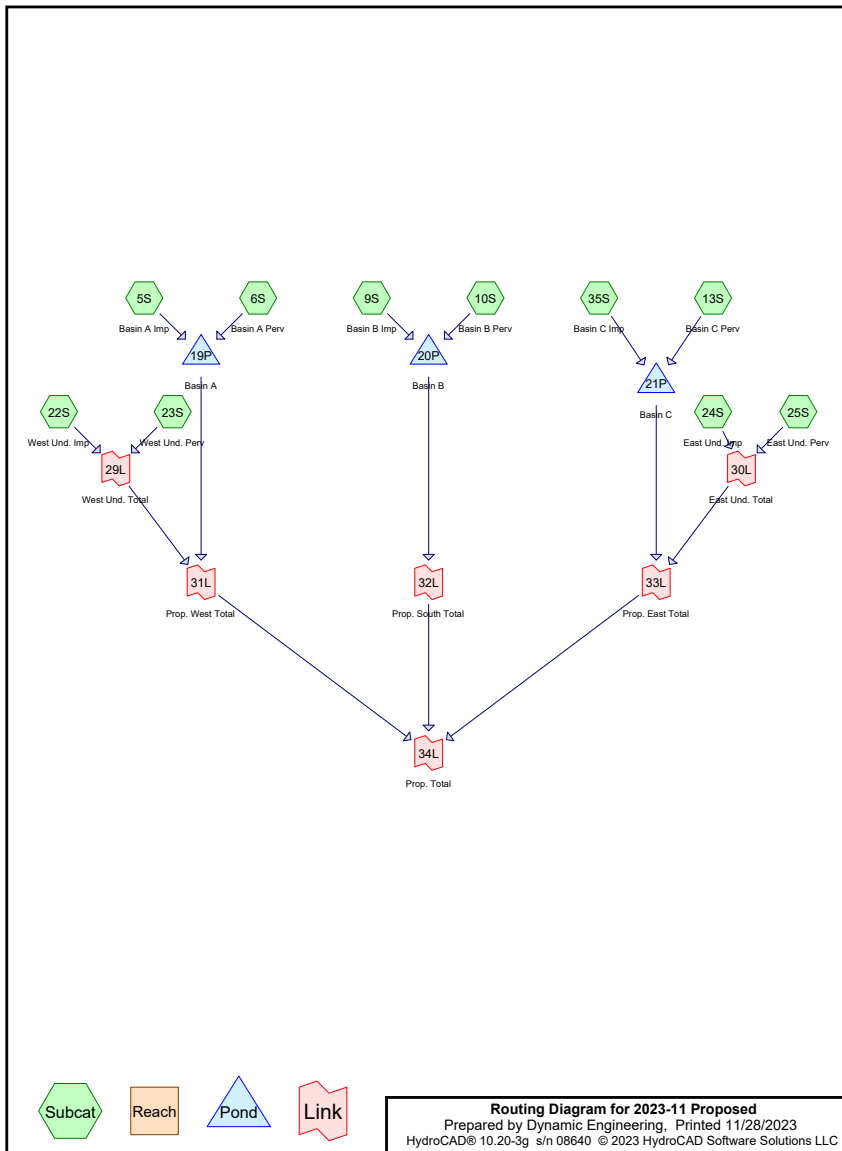 5S
6S
9S
10S
35S
13S
Basin A Imp
Basin A Perv
Basin B Imp
Basin B Perv
Basin C Imp
Basin C Perv
19P
20P
21P
Basin A
Basin B
Basin C
22S
23S
24S
25S
West Und. Imp
West Und. Perv
East Und. Imp
East Und. Perv
29L
30L
West Und. Total
East Und. Total
31L
32L
33L
Prop. West Total
Prop. South Total
Prop. East Total
34L
Prop. Total
Subcat
Reach
Pond
Link
Routing Diagram for 2023-11 Proposed
Prepared by Dynamic Engineering, Printed 11/28/2023
HydroCAD® 10.20-3g s/n 08640 © 2023 HydroCAD Software Solutions LLC